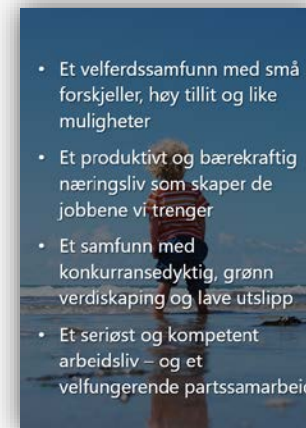 • Et velferdssamfunn med små
forskjeller, høy tillit og like
muligheter
• Et produktivt og bærekraftig
næringsliv som skaper de
jobbene vi trenger
• Et samfunn med
konkurransedyktig, grønn
verdiskaping og lave utslipp
• Et seriøst og kompetent
arbeidsliv – og et
velfungerende partssamarbeid